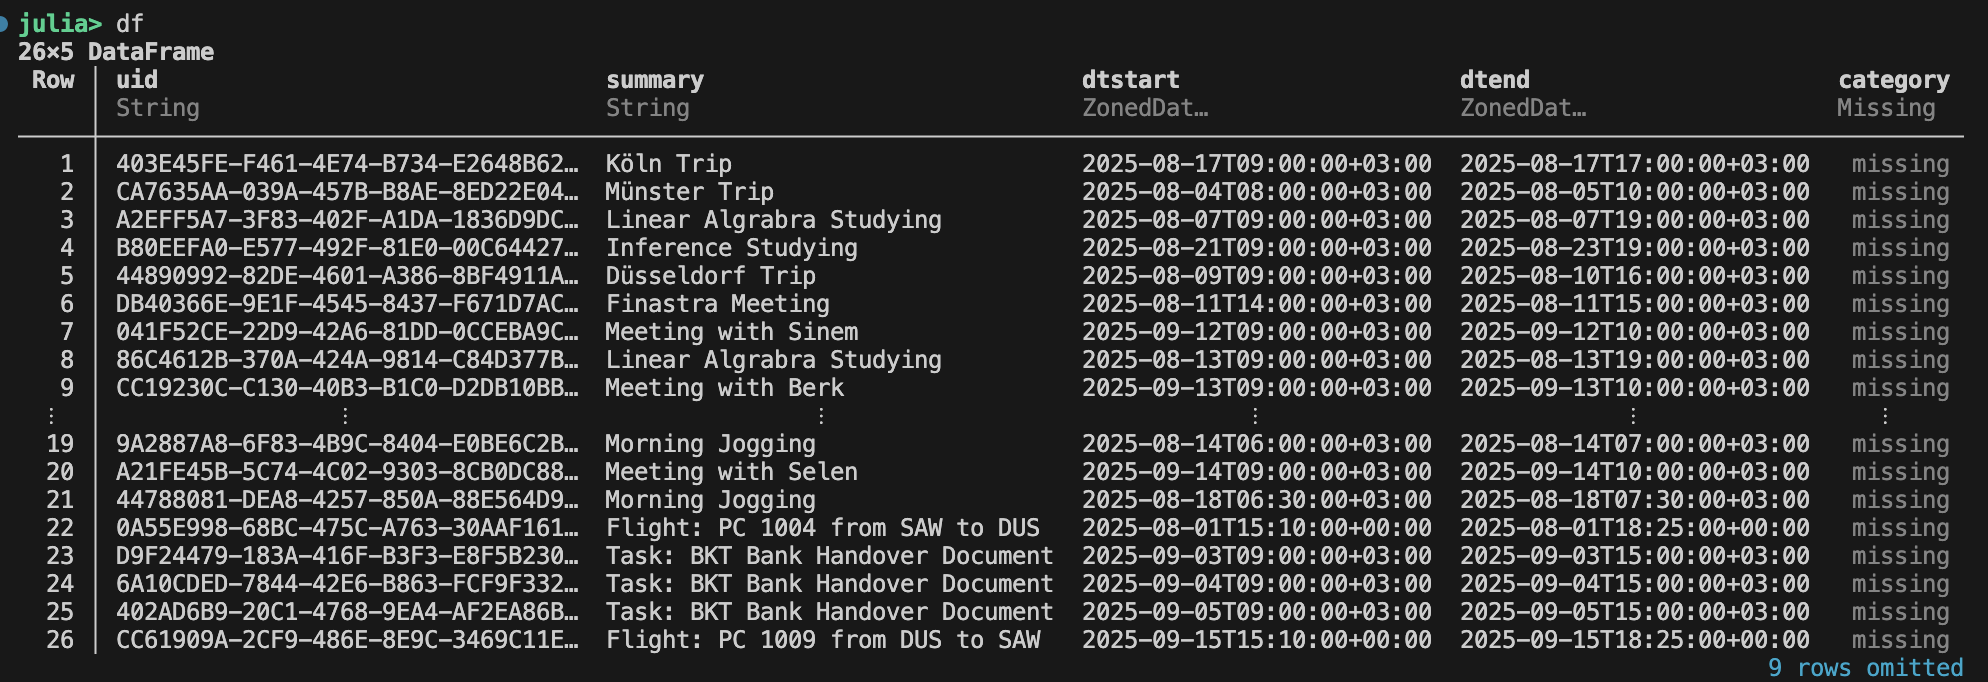 julia> df
26×5 DataFrame
Row uid summary dtstart dtend category
String String ZonedDat… ZonedDat… Missing
1 403E45FE-F461-4E74-B734-E2648B62… Köln Trip 2025-08-17T09:00:00+03:00 2025-08-17T17:00:00+03:00 missing
2 CA7635AA-039A-457B-B8AE-8ED22E04… Münster Trip 2025-08-04T08:00:00+03:00 2025-08-05T10:00:00+03:00 missing
3 A2EFF5A7-3F83-402F-A1DA-1836D9DC… Linear Algrabra Studying 2025-08-07T09:00:00+03:00 2025-08-07T19:00:00+03:00 missing
4 B80EEFA0-E577-492F-81E0-00C64427… Inference Studying 2025-08-21T09:00:00+03:00 2025-08-23T19:00:00+03:00 missing
5 44890992-82DE-4601-A386-8BF4911A… Düsseldorf Trip 2025-08-09T09:00:00+03:00 2025-08-10T16:00:00+03:00 missing
6 DB40366E-9E1F-4545-8437-F671D7AC… Finastra Meeting 2025-08-11T14:00:00+03:00 2025-08-11T15:00:00+03:00 missing
7 041F52CE-22D9-42A6-81DD-0CCEBA9C… Meeting with Sinem 2025-09-12T09:00:00+03:00 2025-09-12T10:00:00+03:00 missing
8 86C4612B-370A-424A-9814-C84D377B… Linear Algrabra Studying 2025-08-13T09:00:00+03:00 2025-08-13T19:00:00+03:00 missing
9 CC19230C-C130-40B3-B1C0-D2DB10BB… Meeting with Berk 2025-09-13T09:00:00+03:00 2025-09-13T10:00:00+03:00 missing
⋮ ⋮ ⋮ ⋮ ⋮ ⋮
19 9A2887A8-6F83-4B9C-8404-E0BE6C2B… Morning Jogging 2025-08-14T06:00:00+03:00 2025-08-14T07:00:00+03:00 missing
20 A21FE45B-5C74-4C02-9303-8CB0DC88… Meeting with Selen 2025-09-14T09:00:00+03:00 2025-09-14T10:00:00+03:00 missing
21 44788081-DEA8-4257-850A-88E564D9… Morning Jogging 2025-08-18T06:30:00+03:00 2025-08-18T07:30:00+03:00 missing
22 0A55E998-68BC-475C-A763-30AAF161… Flight: PC 1004 from SAW to DUS 2025-08-01T15:10:00+00:00 2025-08-01T18:25:00+00:00 missing
23 D9F24479-183A-416F-B3F3-E8F5B230… Task: BKT Bank Handover Document 2025-09-03T09:00:00+03:00 2025-09-03T15:00:00+03:00 missing
24 6A10CDED-7844-42E6-B863-FCF9F332… Task: BKT Bank Handover Document 2025-09-04T09:00:00+03:00 2025-09-04T15:00:00+03:00 missing
25 402AD6B9-20C1-4768-9EA4-AF2EA86B… Task: BKT Bank Handover Document 2025-09-05T09:00:00+03:00 2025-09-05T15:00:00+03:00 missing
26 CC61909A-2CF9-486E-8E9C-3469C11E… Flight: PC 1009 from DUS to SAW 2025-09-15T15:10:00+00:00 2025-09-15T18:25:00+00:00 missing
9 rows omitted